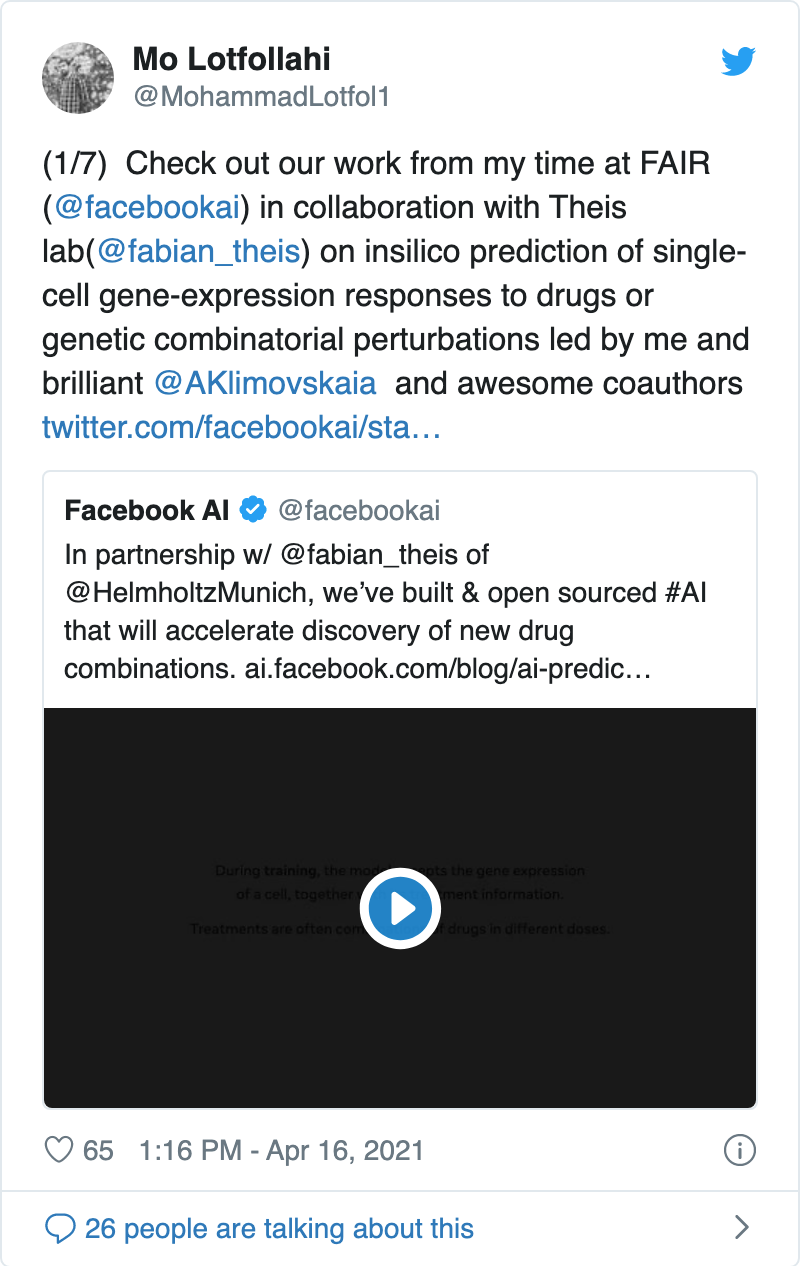 Mo Lotfollahi
@MohammadLotfol1
(1/7)  Check out our work from my time at FAIR
(@facebookai) in collaboration with Theis
lab(@fabian_theis) on insilico prediction of single-
cell gene-expression responses to drugs or
genetic combinatorial perturbations led by me and
brilliant @AKlimovskaia  and awesome coauthors
twitter.com/facebookai/sta…
Facebook AI @facebookai
In partnership w/ @fabian_theis of
@HelmholtzMunich, we’ve built & open sourced #AI
that will accelerate discovery of new drug
combinations. ai.facebook.com/blog/ai-predic…
During training, the the gene expression
of a cell, together information.
Treatments are often drugs in different doses.
65 1:16 PM - Apr 16, 2021
26 people are talking about this